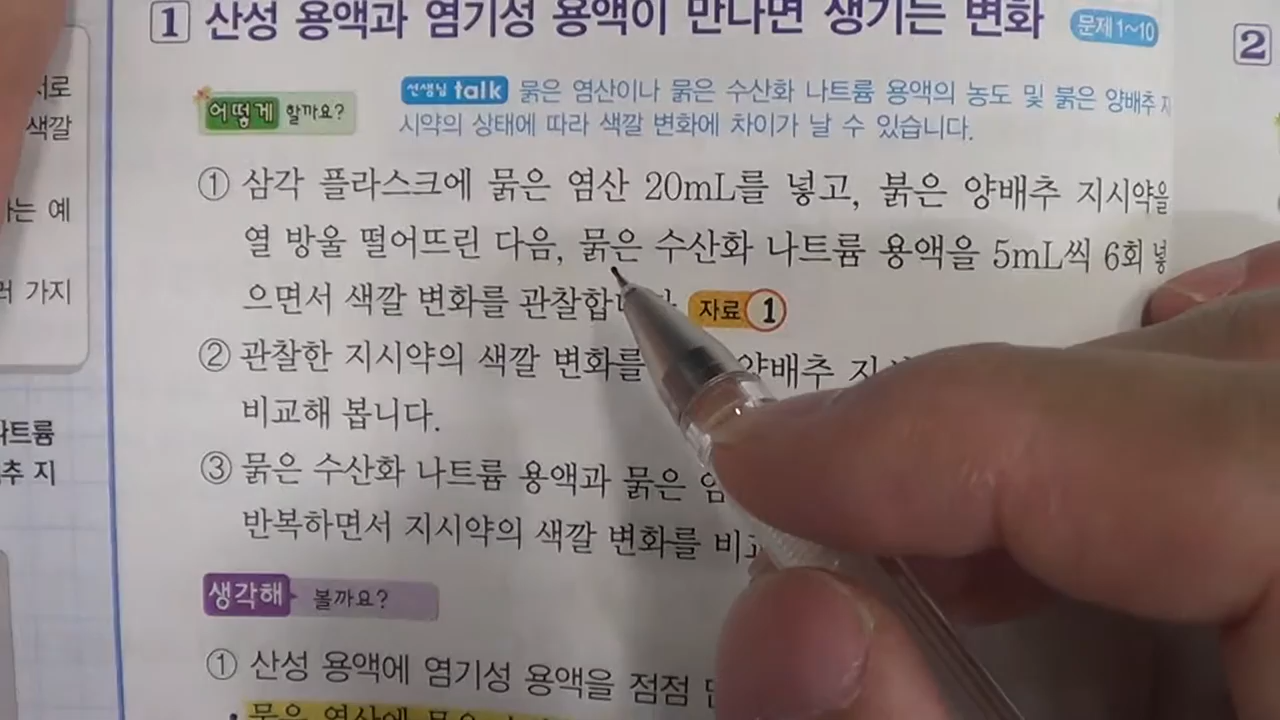 1 산성 용액과 염기성 용액이 만나면 생기는 변화 문제 1~10
2
어떻게 할까요?
선생님 talk 묽은 염산이나 묽은 수산화 나트륨 용액의 농도 및 붉은 양배추
시약의 상태에 따라 색깔 변화에 차이가 날 수 있습니다.
① 삼각 플라스크에 묽은 염산 20mL를 넣고, 붉은 양배추 지시약을
열 방울 떨어뜨린 다음, 묽은 수산화 나트륨 용액을 5mL씩 6회 넣
으면서 색깔 변화를 자료 1
② 관찰한 지시약의 색깔 변화를 양배추
비교해 봅니다.
③ 묽은 수산화 나트륨 용액과 묽은
반복하면서 지시약의 색깔 변화를
생각해 볼까요?
① 산성 용액에 염기성 용액을 점점
색깔
예
가지
추 지